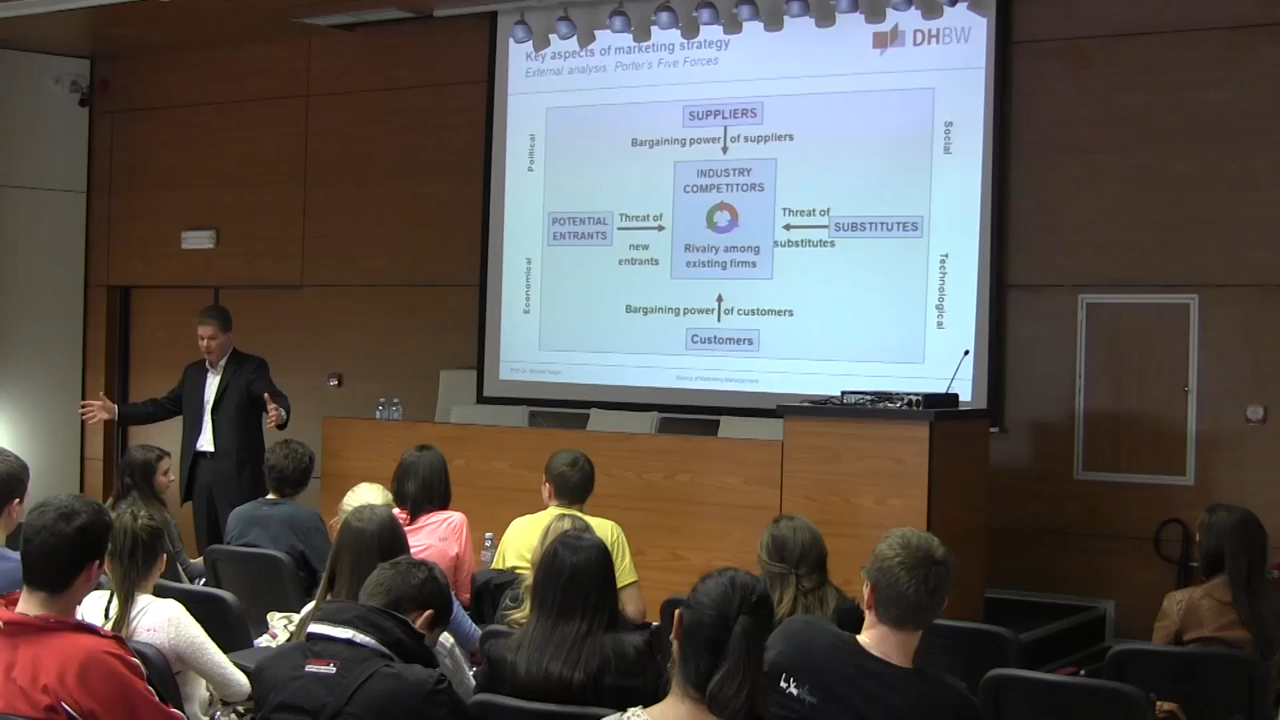 Key aspects of marketing strategy
External analysis: Porter's Five Forces
DHBW
Political
Social
Economical
Technological
SUPPLIERS
Bargaining power of suppliers
INDUSTRY
COMPETITORS
Rivalry among
existing firms
POTENTIAL
ENTRANTS
Threat of
new
entrants
Threat of
substitutes
SUBSTITUTES
Bargaining power of customers
Customers
Marketing Management